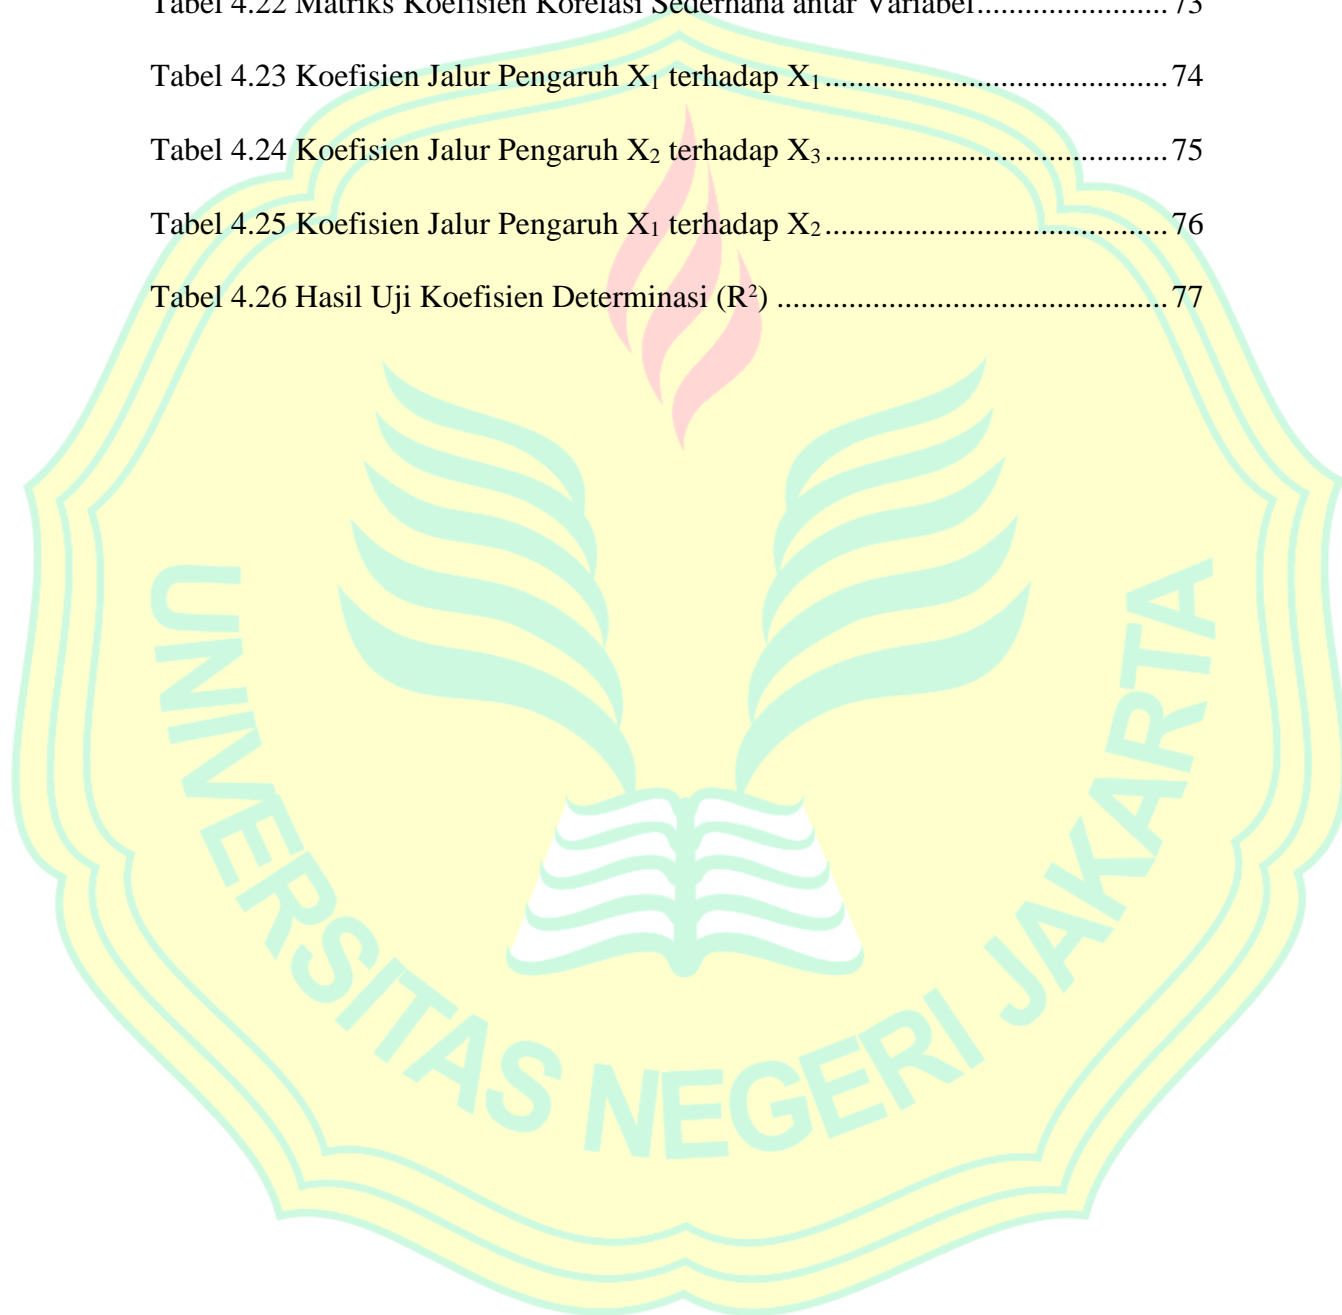 Tabel 4.22 Matriks Koefisien Korelasi Sederhana antar Variabel........................ 73
Tabel 4.23 Koefisien Jalur Pengaruh X₁ terhadap X₁........................................... 74
Tabel 4.24 Koefisien Jalur Pengaruh X₂ terhadap X₃........................................... 75
Tabel 4.25 Koefisien Jalur Pengaruh X₁ terhadap X₂........................................... 76
Tabel 4.26 Hasil Uji Koefisien Determinasi (R²) ................................................. 77
UNIVERSITAS NEGERI JAKARTA